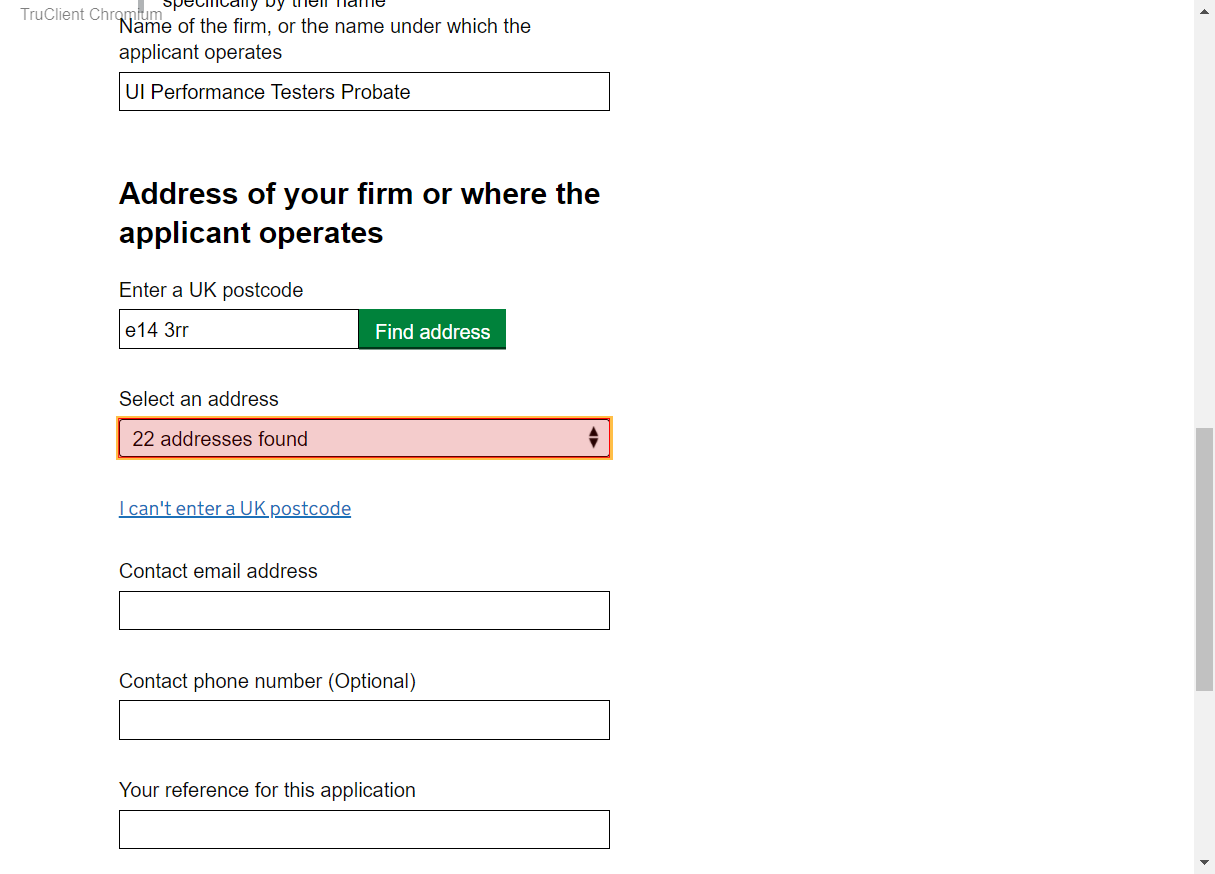 specifically by their name
TruClient Chromium
Name of the firm, or the name under which the
applicant operates
UI Performance Testers Probate
Address of your firm or where the
applicant operates
Enter a UK postcode
e14 3rr
Find address
Select an address
22 addresses found
I can't enter a UK postcode
Contact email address
Contact phone number (Optional)
Your reference for this application